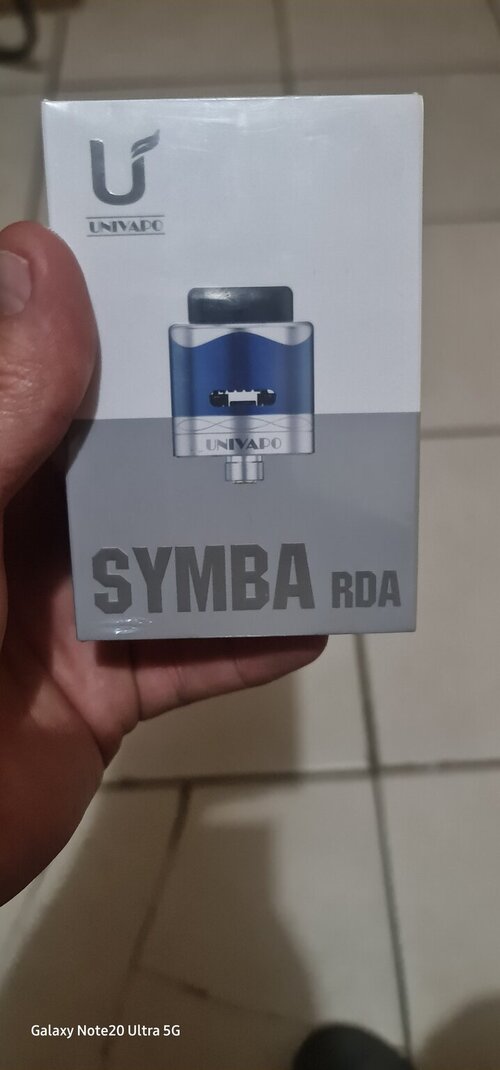 UNIVAPO
UNIVAPO
SYMBA RDA
Galaxy Note20 Ultra 5G